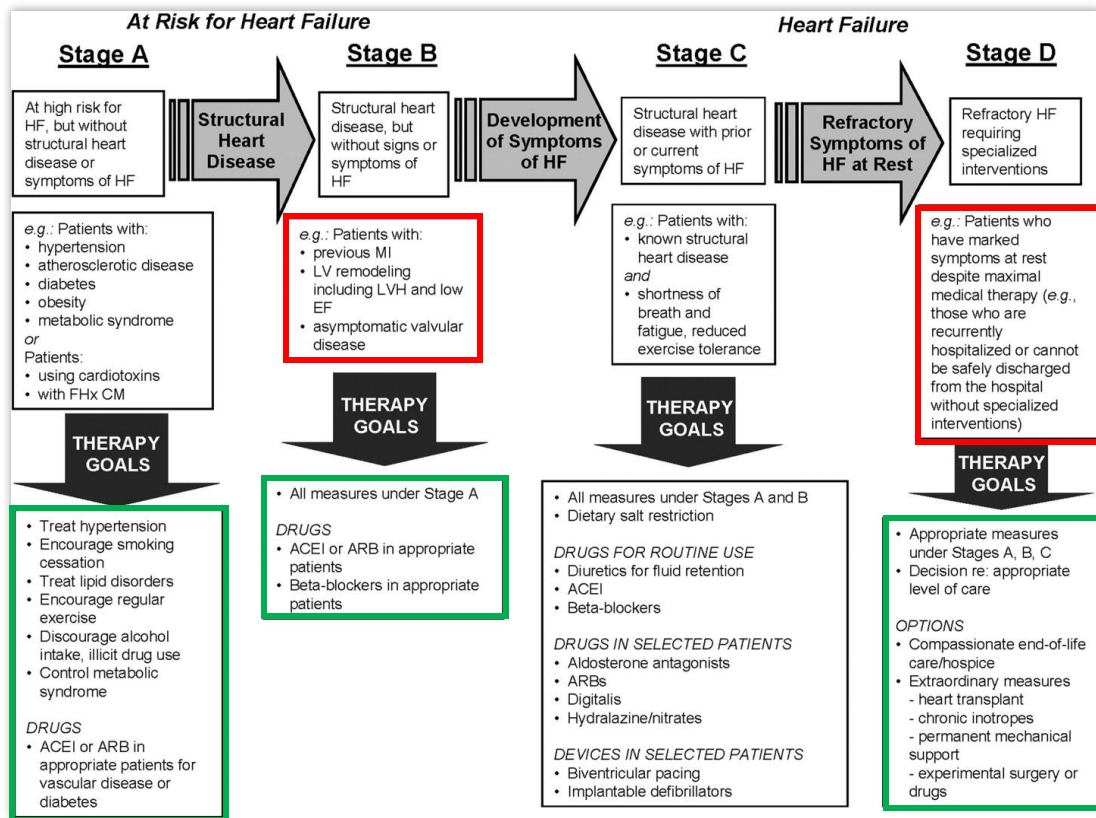 At Risk for Heart Failure
Heart Failure
Stage A
Stage B
Stage C
Stage D
At high risk for
HF, but without
structural heart
disease or
symptoms of HF
Structural
Heart
Disease
Structural heart
disease, but
without signs or
symptoms of
HF
Development
of Symptoms
of HF
Structural heart
disease with prior
or current
symptoms of HF
Refractory
Symptoms of
HF at Rest
Refractory HF
requiring
specialized
interventions
e.g.: Patients with:
• hypertension
• atherosclerotic disease
• diabetes
• obesity
• metabolic syndrome
or
Patients:
• using cardiotoxins
• with FHx CM
e.g.: Patients with:
• previous MI
• LV remodeling
including LVH and low
EF
• asymptomatic valvular
disease
e.g.: Patients with:
• known structural
heart disease
and
• shortness of
breath and
fatigue, reduced
exercise tolerance
e.g.: Patients who
have marked
symptoms at rest
despite maximal
medical therapy (e.g.,
those who are
recurrently
hospitalized or cannot
be safely discharged
from the hospital
without specialized
interventions)
THERAPY
GOALS
THERAPY
GOALS
THERAPY
GOALS
THERAPY
GOALS
• Treat hypertension
• Encourage smoking
cessation
• Treat lipid disorders
• Encourage regular
exercise
• Discourage alcohol
intake, illicit drug use
• Control metabolic
syndrome
DRUGS
• ACEI or ARB in
appropriate patients for
vascular disease or
diabetes
• All measures under Stage A
DRUGS
• ACEI or ARB in appropriate
patients
• Beta-blockers in appropriate
patients
• All measures under Stages A and B
• Dietary salt restriction
DRUGS FOR ROUTINE USE
• Diuretics for fluid retention
• ACEI
• Beta-blockers
DRUGS IN SELECTED PATIENTS
• Aldosterone antagonists
• ARBs
• Digitalis
• Hydralazine/nitrates
DEVICES IN SELECTED PATIENTS
• Biventricular pacing
• Implantable defibrillators
• Appropriate measures
under Stages A, B, C
• Decision re: appropriate
level of care
OPTIONS
• Compassionate end-of-life
care/hospice
• Extraordinary measures
- heart transplant
- chronic inotropes
- permanent mechanical
support
- experimental surgery or
drugs